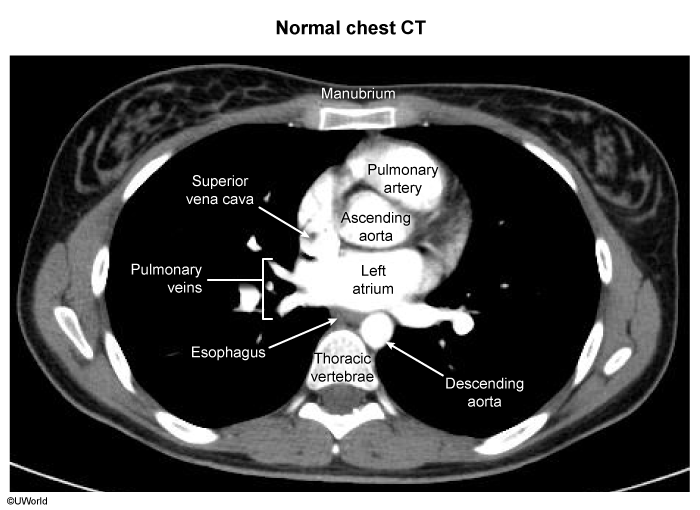 Normal chest CT
Manubrium
Pulmonary
artery
Superior
vena cava
Ascending
aorta
Pulmonary
veins
Left
atrium
Esophagus
Thoracic
vertebrae
Descending
aorta
©UWorld